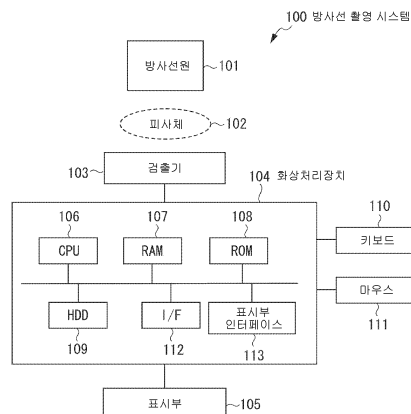 100 방사선 촬영 시스템
방사선원
101
피사체
102
검출기
103
104 화상처리장치
106
107
108
110
CPU
RAM
ROM
키보드
마우스
111
HDD
I/F
표시부
인터페이스
109
112
113
표시부
105